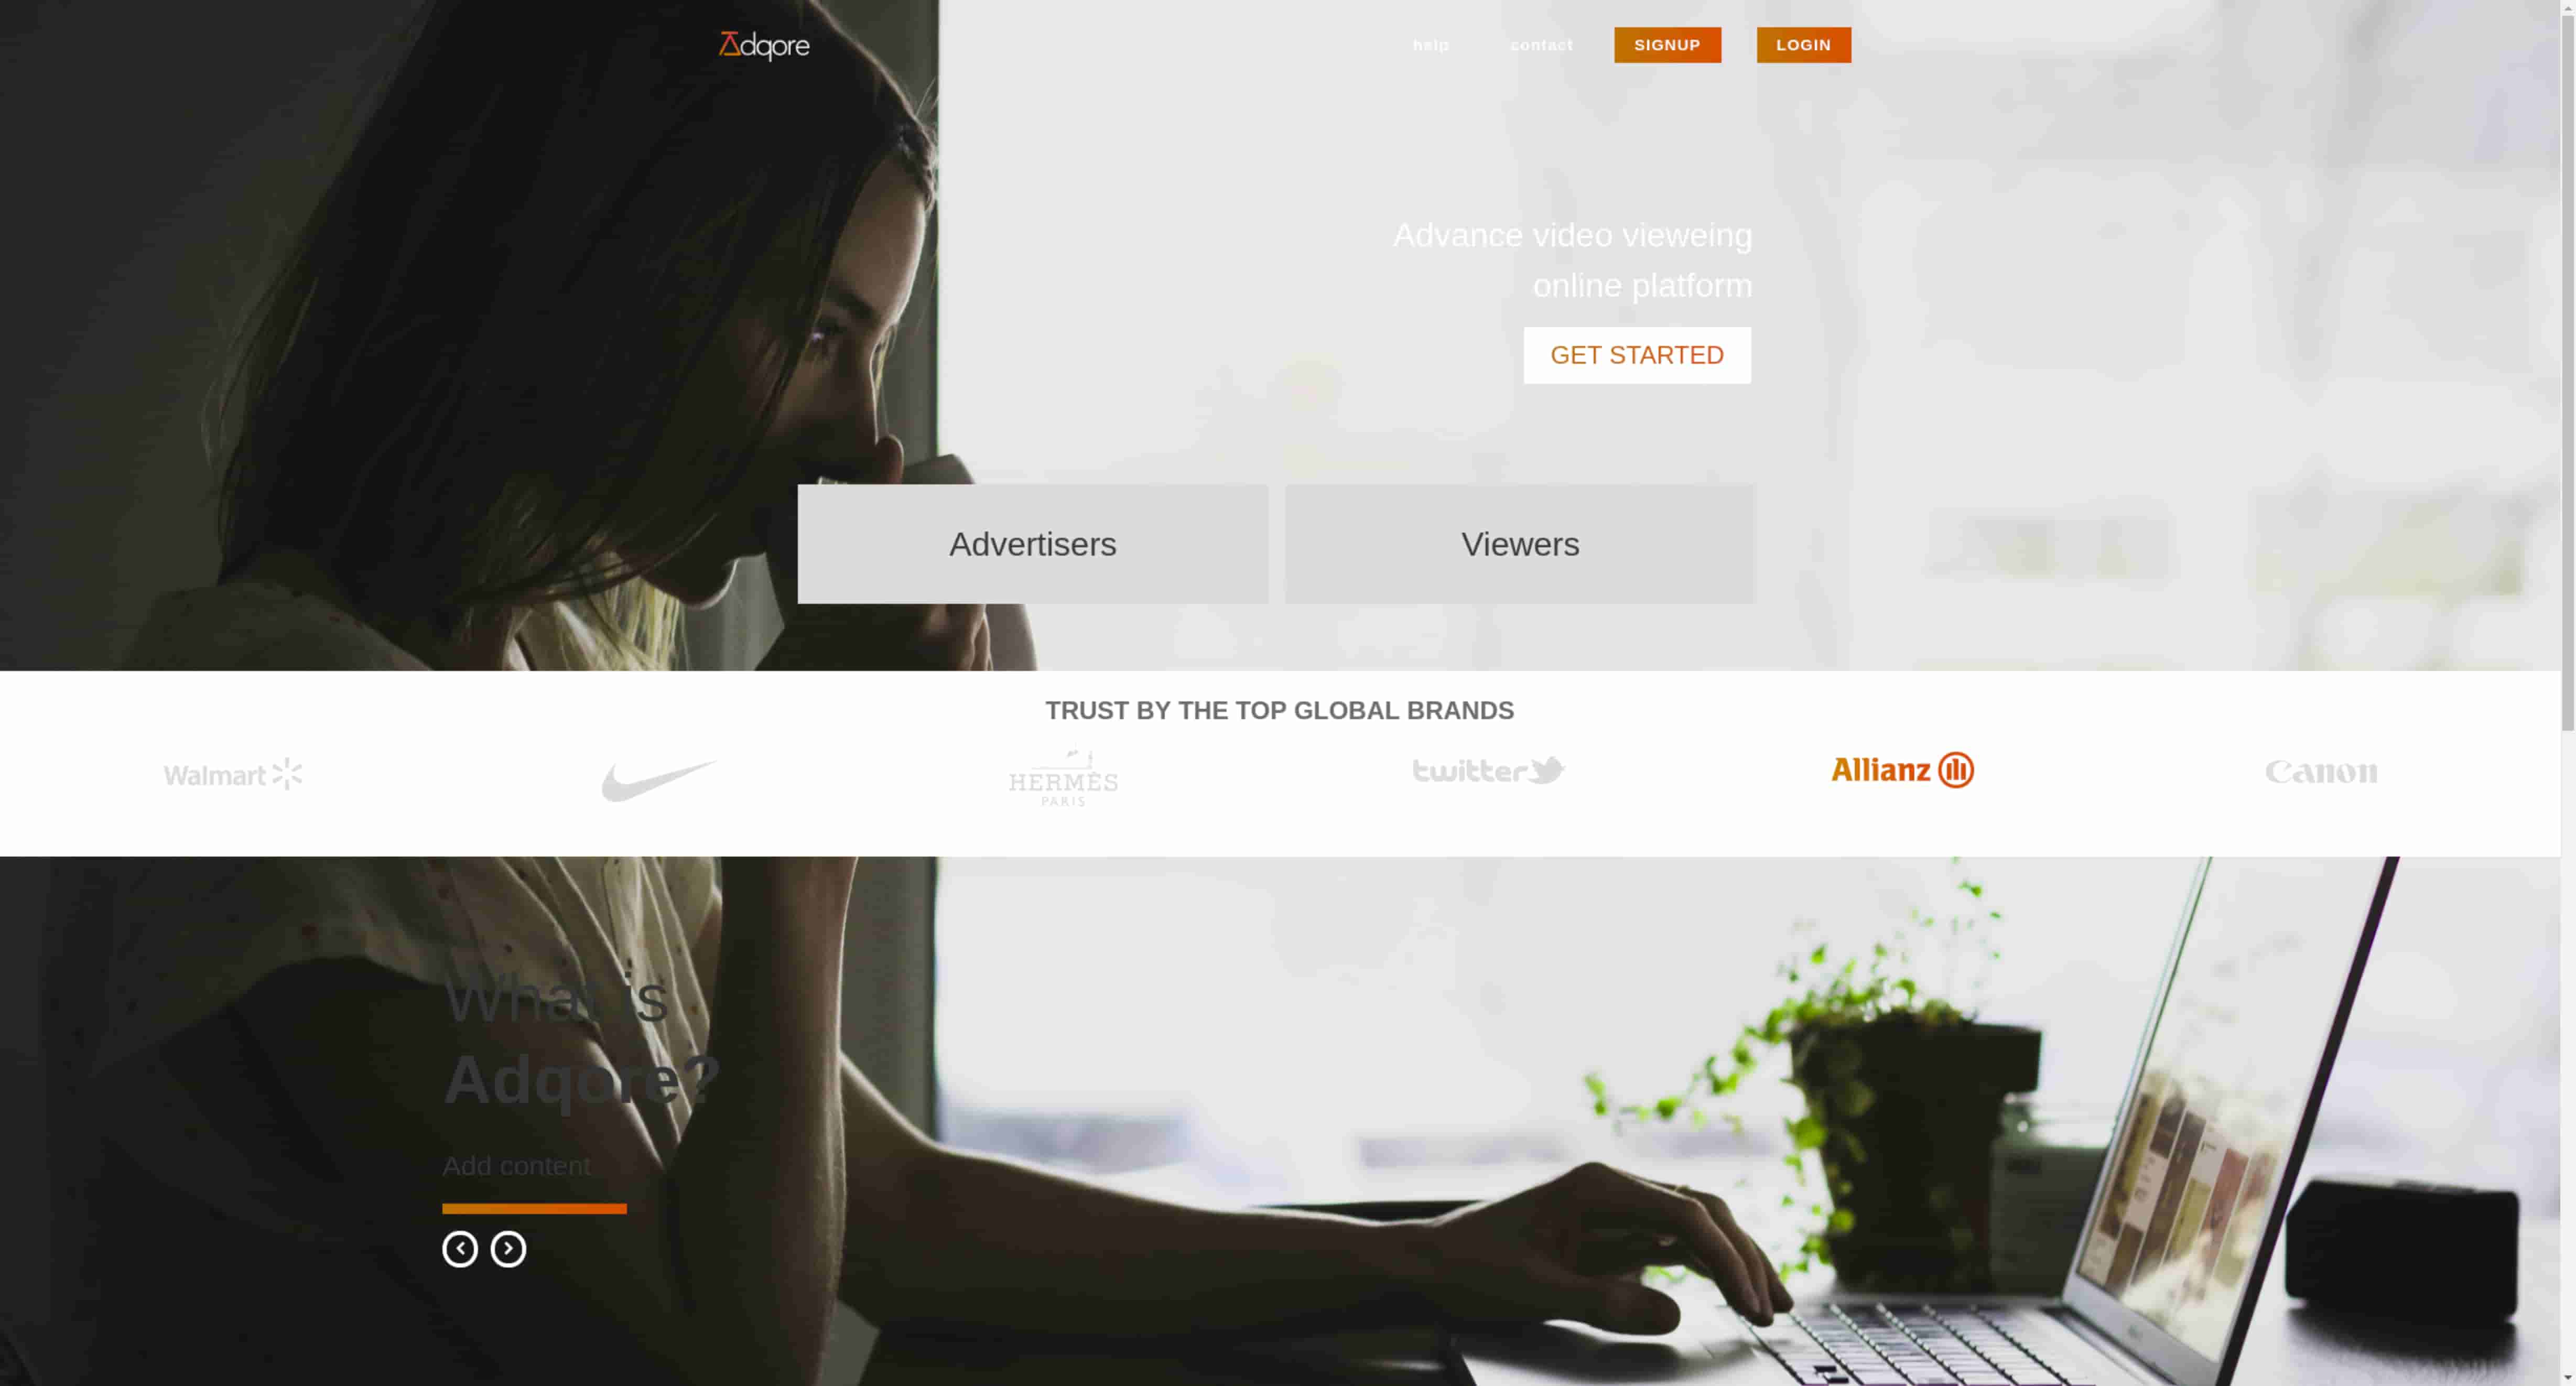 Adqore
help contact SIGNUP LOGIN
Advance video vieweing
online platform
GET STARTED
Advertisers Viewers
TRUST BY THE TOP GLOBAL BRANDS
Walmart
HERMÈS
PARIS
twitter
Allianz
Canon
What is
Adqore?
Add content